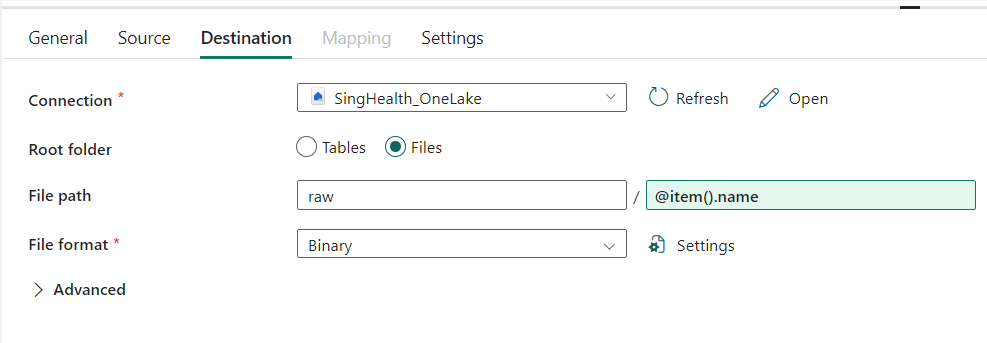 General Source Destination Mapping Settings
Connection * SingHealth_OneLake Refresh Open
Root folder Tables Files
File path raw / @item().name
File format * Binary Settings
Advanced